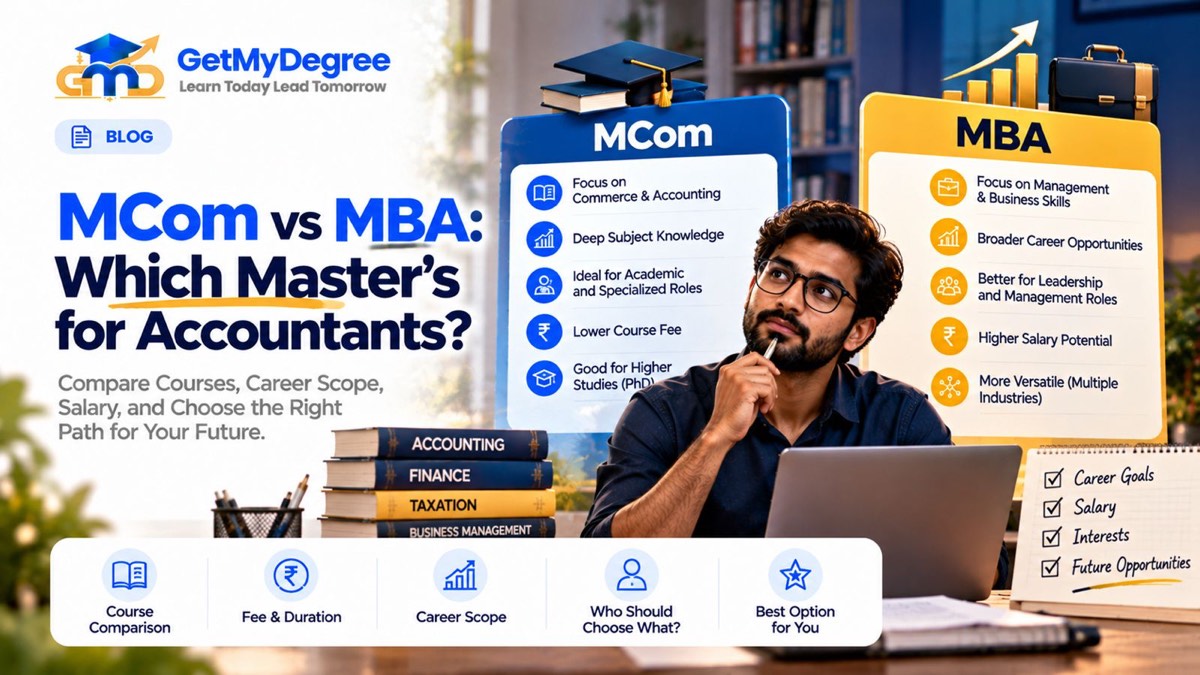 GMD
GetMyDegree
Learn Today Lead Tomorrow
BLOG
MCom vs MBA:
Which Master's
for Accountants?
Compare Courses, Career Scope,
Salary, and Choose the Right
Path for Your Future.
MCom
Focus on
Commerce & Accounting
Deep Subject Knowledge
Ideal for Academic
and Specialized Roles
₹
Lower Course Fee
Good for Higher
Studies (PhD)
MBA
Focus on Management
& Business Skills
Broader Career Opportunities
Better for Leadership
and Management Roles
₹
Higher Salary Potential
More Versatile (Multiple
Industries)
ACCOUNTING
FINANCE
TAXATION
BUSINESS MANAGEMENT
Career Goals
Salary
Interests
Future Opportunities
Course
Comparison
₹
Fee & Duration
Career Scope
Who Should
Choose What?
Best Option
for You